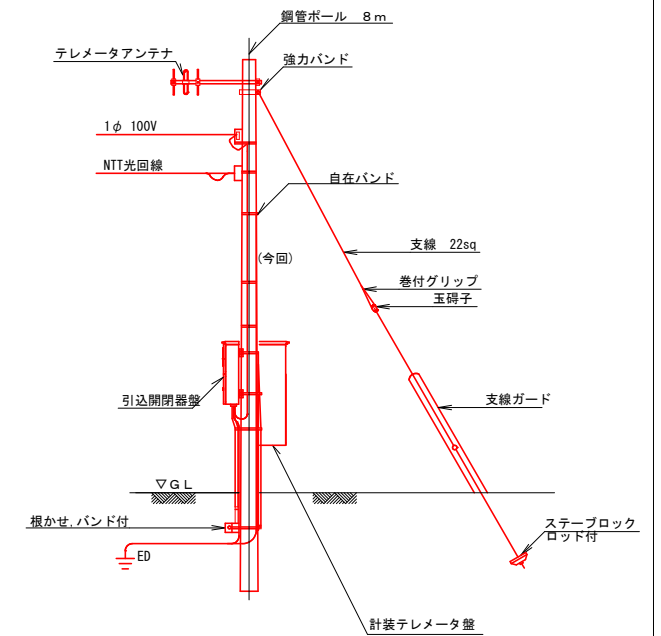 鋼管ポール 8m
テレメータアンテナ
強力バンド
1φ 100V
NTT光回線
自在バンド
支線 22sq
(今回)
巻付グリップ
玉碍子
引込開閉器盤
支線ガード
▽GL
根かせ,バンド付
ステーブロック
ロッド付
ED
計装テレメータ盤